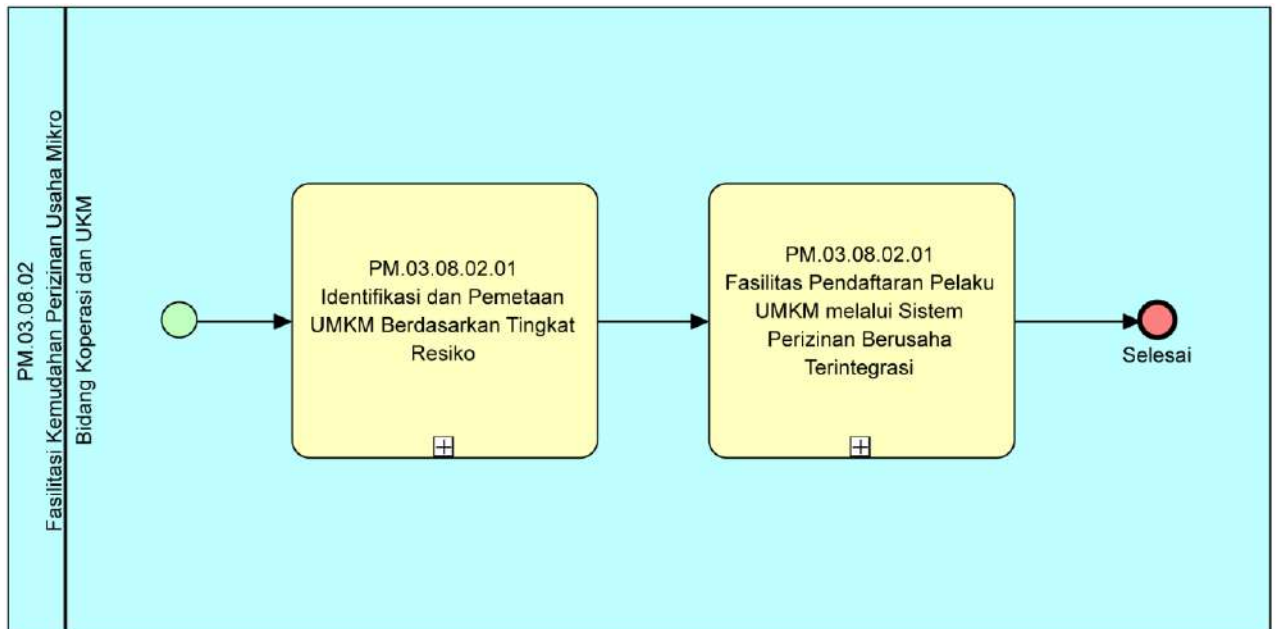 PM.03.08.02
Fasilitasi Kemudahan Perizinan Usaha Mikro
Bidang Koperasi dan UKM
PM.03.08.02.01
Identifikasi dan Pemetaan
UMKM Berdasarkan Tingkat
Resiko
PM.03.08.02.01
Fasilitas Pendaftaran Pelaku
UMKM melalui Sistem
Perizinan Berusaha
Terintegrasi
Selesai